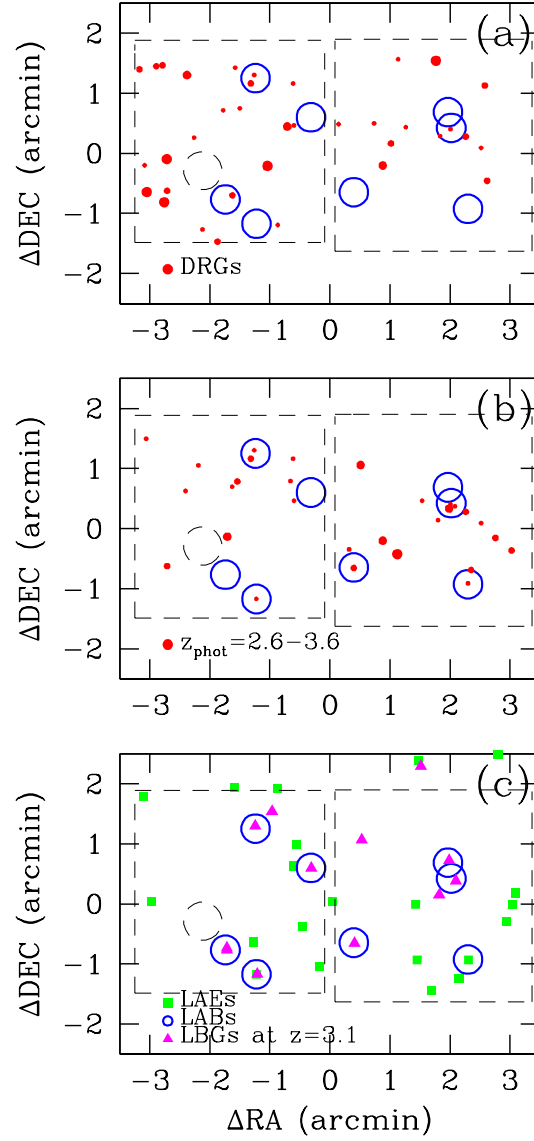 (a)
2
1
0
−1
−2
ΔDEC (arcmin)
DRGs
−3 −2 −1 0 1 2 3
(b)
2
1
0
−1
−2
ΔDEC (arcmin)
z_phot=2.6−3.6
−3 −2 −1 0 1 2 3
(c)
2
1
0
−1
−2
ΔDEC (arcmin)
LAEs
LABs
LBGs at z=3.1
−3 −2 −1 0 1 2 3
ΔRA (arcmin)